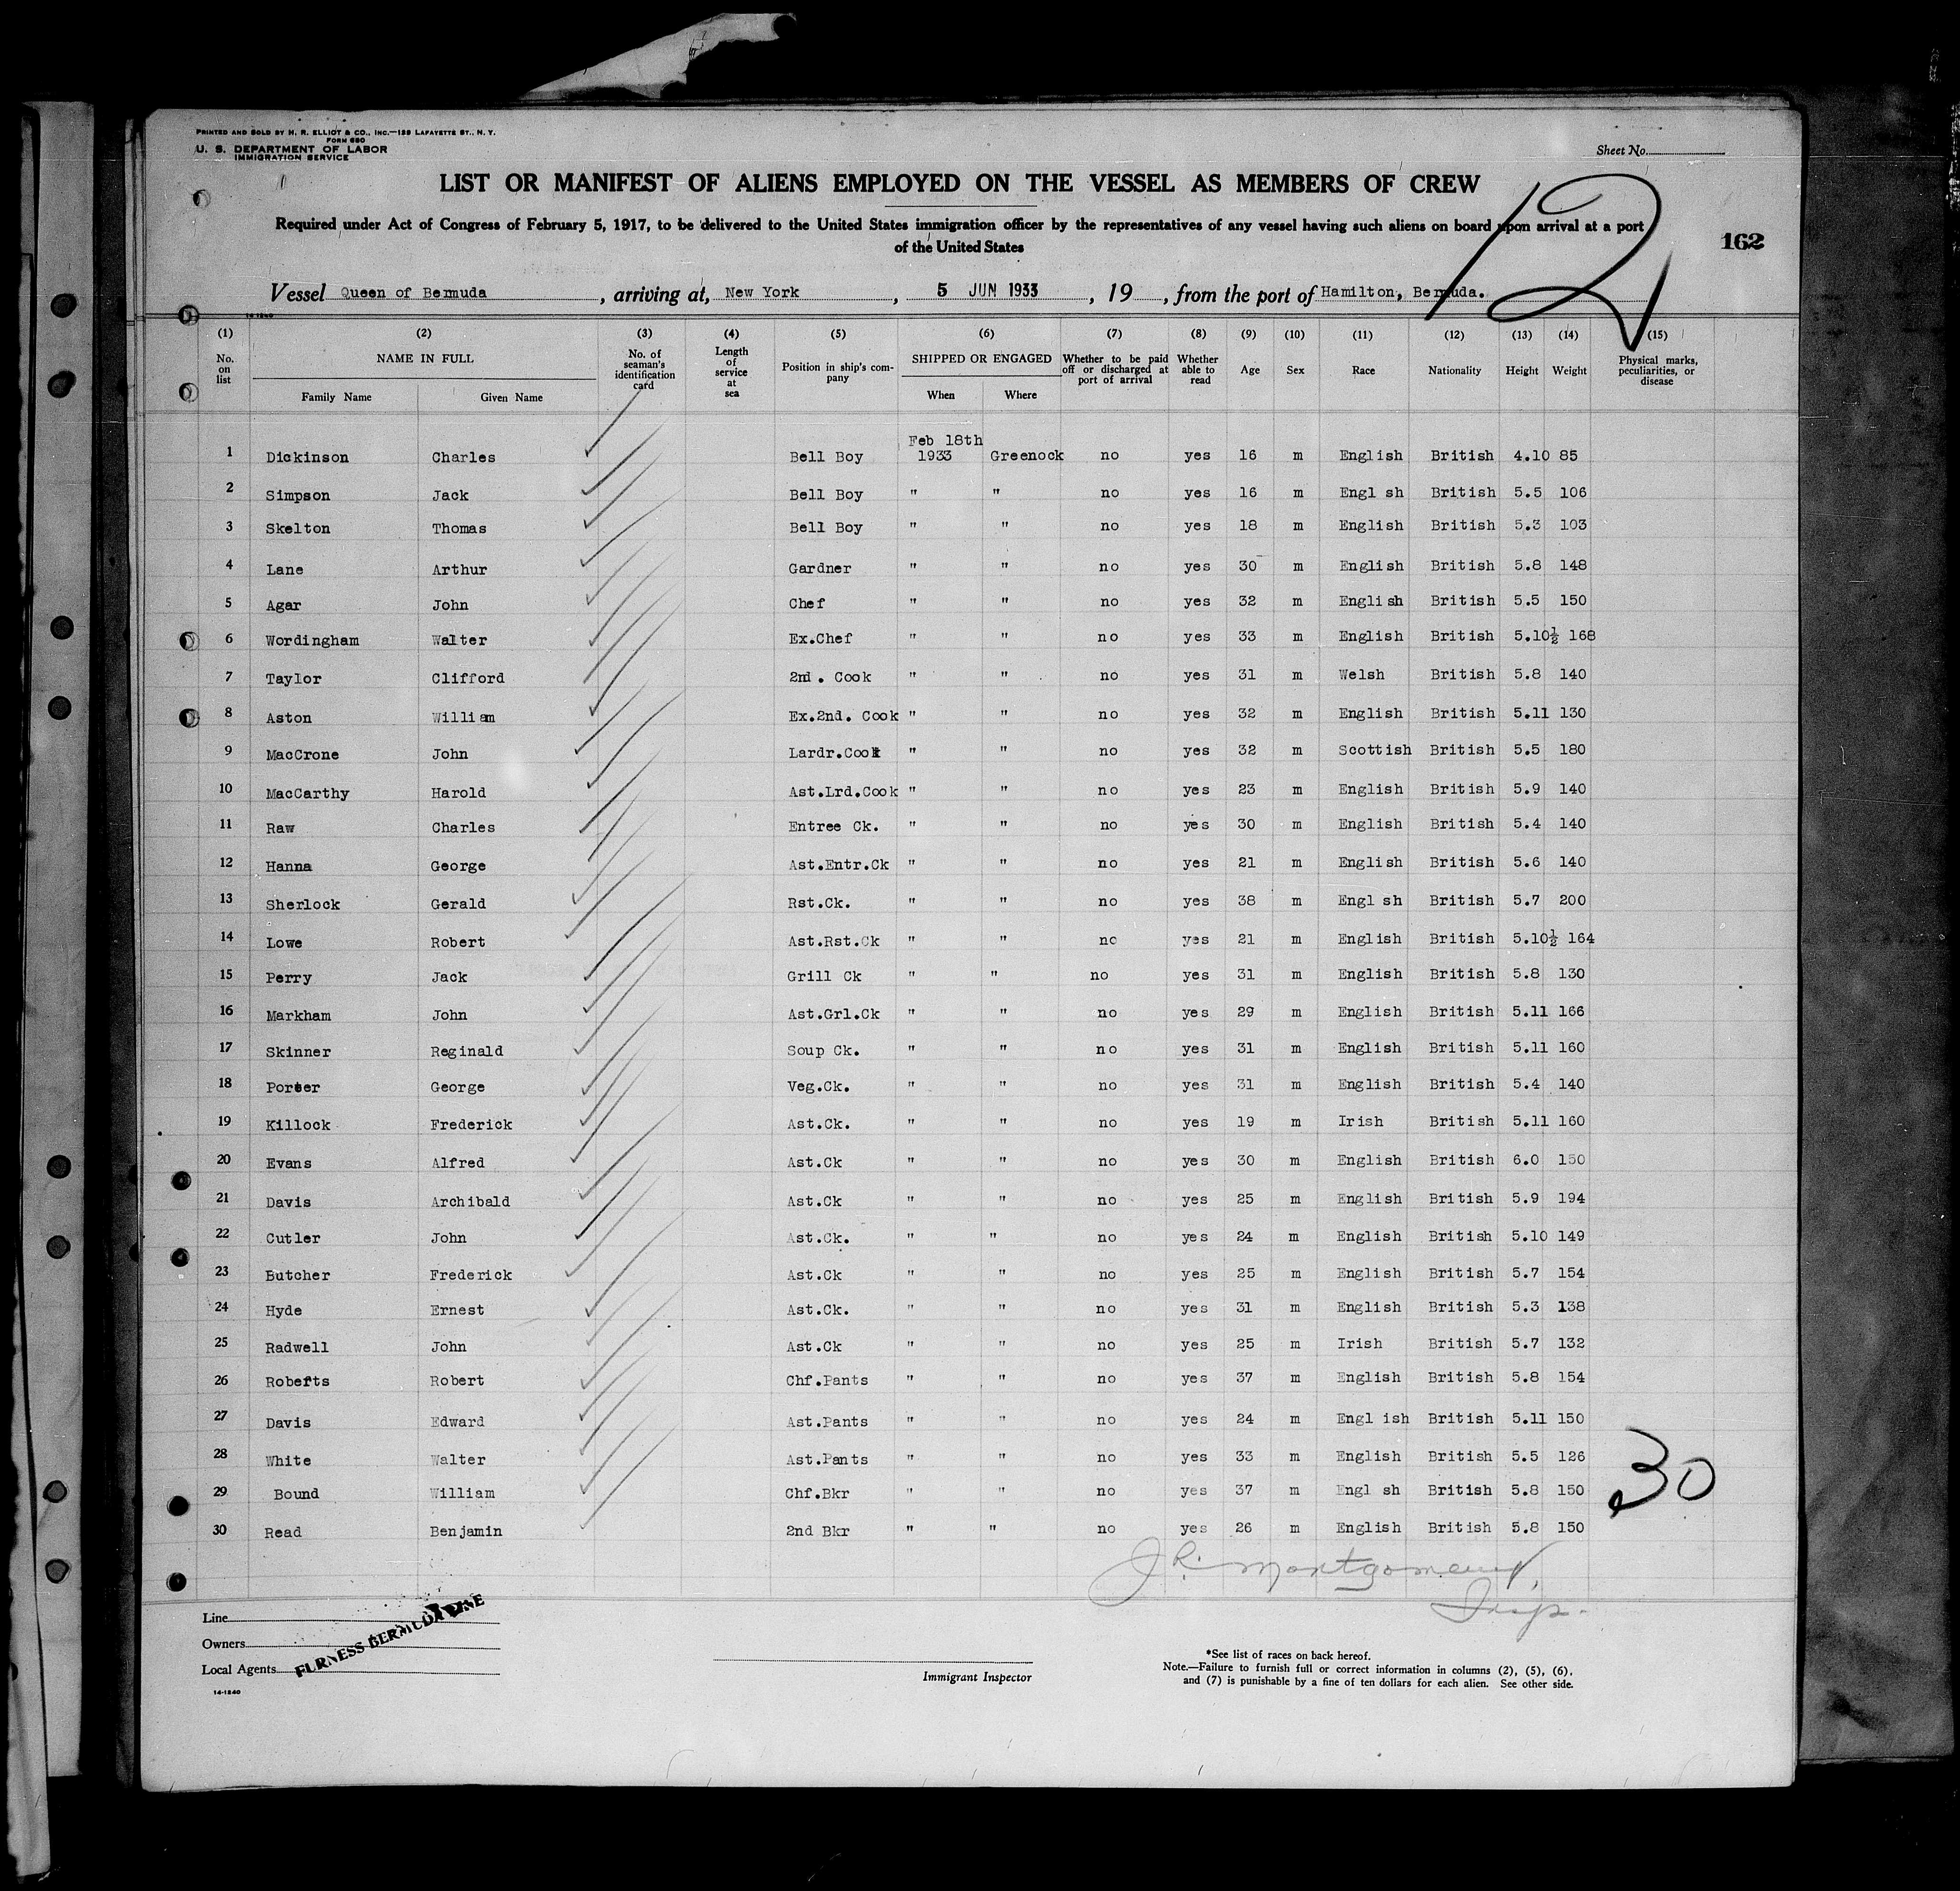 PRINTED AND SOLD BY H. R. ELLIOT & CO., INC.—139 LAFAYETTE ST., N. Y.
FORM 680
U. S. DEPARTMENT OF LABOR
IMMIGRATION SERVICE
Sheet No.
LIST OR MANIFEST OF ALIENS EMPLOYED ON THE VESSEL AS MEMBERS OF CREW
12
Required under Act of Congress of February 5, 1917, to be delivered to the United States immigration officer by the representatives of any vessel having such aliens on board upon arrival at a port
of the United States
162
Vessel Queen of Bermuda, arriving at, New York, 5 JUN 1933, 19, from the port of Hamilton, Bermuda.
14-1240
(1) (2) (3) (4) (5) (6) (7) (8) (9) (10) (11) (12) (13) (14) (15)
No. on list NAME IN FULL No. of seaman's identification card Length of service at sea Position in ship's company SHIPPED OR ENGAGED Whether to be paid off or discharged at port of arrival Whether able to read Age Sex Race Nationality Height Weight Physical marks, peculiarities, or disease
Family Name Given Name When Where
Feb 18th
1 Dickinson Charles Bell Boy 1933 Greenock no yes 16 m English British 4.10 85
2 Simpson Jack Bell Boy " " no yes 16 m Engl sh British 5.5 106
3 Skelton Thomas Bell Boy " " no yes 18 m English British 5.3 103
4 Lane Arthur Gardner " " no yes 30 m English British 5.8 148
5 Agar John Chef " " no yes 32 m English British 5.5 150
6 Wordingham Walter Ex.Chef " " no yes 33 m English British 5.10½ 168
7 Taylor Clifford 2nd. Cook " " no yes 31 m Welsh British 5.8 140
8 Aston William Ex.2nd. Cook " " no yes 32 m English British 5.11 130
9 MacCrone John Lardr.Cook " " no yes 32 m Scottish British 5.5 180
10 MacCarthy Harold Ast.Lrd.Cook " " no yes 23 m English British 5.9 140
11 Raw Charles Entree Ck. " " no yes 30 m English British 5.4 140
12 Hanna George Ast.Entr.Ck " " no yes 21 m English British 5.6 140
13 Sherlock Gerald Rst.Ck. " " no yes 38 m Engl sh British 5.7 200
14 Lowe Robert Ast.Rst.Ck " " no yes 21 m English British 5.10½ 164
15 Perry Jack Grill Ck " " no yes 31 m English British 5.8 130
16 Markham John Ast.Grl.Ck " " no yes 29 m English British 5.11 166
17 Skinner Reginald Soup Ck. " " no yes 31 m English British 5.11 160
18 Porter George Veg.Ck. " " no yes 31 m English British 5.4 140
19 Killock Frederick Ast.Ck. " " no yes 19 m Irish British 5.11 160
20 Evans Alfred Ast.Ck " " no yes 30 m English British 6.0 150
21 Davis Archibald Ast.Ck " " no yes 25 m English British 5.9 194
22 Cutler John Ast.Ck. " " no yes 24 m English British 5.10 149
23 Butcher Frederick Ast.Ck " " no yes 25 m English British 5.7 154
24 Hyde Ernest Ast.Ck. " " no yes 31 m English British 5.3 138
25 Radwell John Ast.Ck " " no yes 25 m Irish British 5.7 132
26 Robefts Robert Chf.Pants " " no yes 37 m English British 5.8 154
27 Davis Edward Ast.Pants " " no yes 24 m Engl ish British 5.11 150
28 White Walter Ast.Pants " " no yes 33 m English British 5.5 126
29 Bound William Chf.Bkr " " no yes 37 m Engl sh British 5.8 150
30
30 Read Benjamin 2nd Bkr " " no yes 26 m English British 5.8 150
J R. Montgomery,
Insp.
Line
Owners
Local Agents
FURNESS BERMUDA LINE
14-1240
Immigrant Inspector
*See list of races on back hereof.
Note.—Failure to furnish full or correct information in columns (2), (5), (6),
and (7) is punishable by a fine of ten dollars for each alien. See other side.